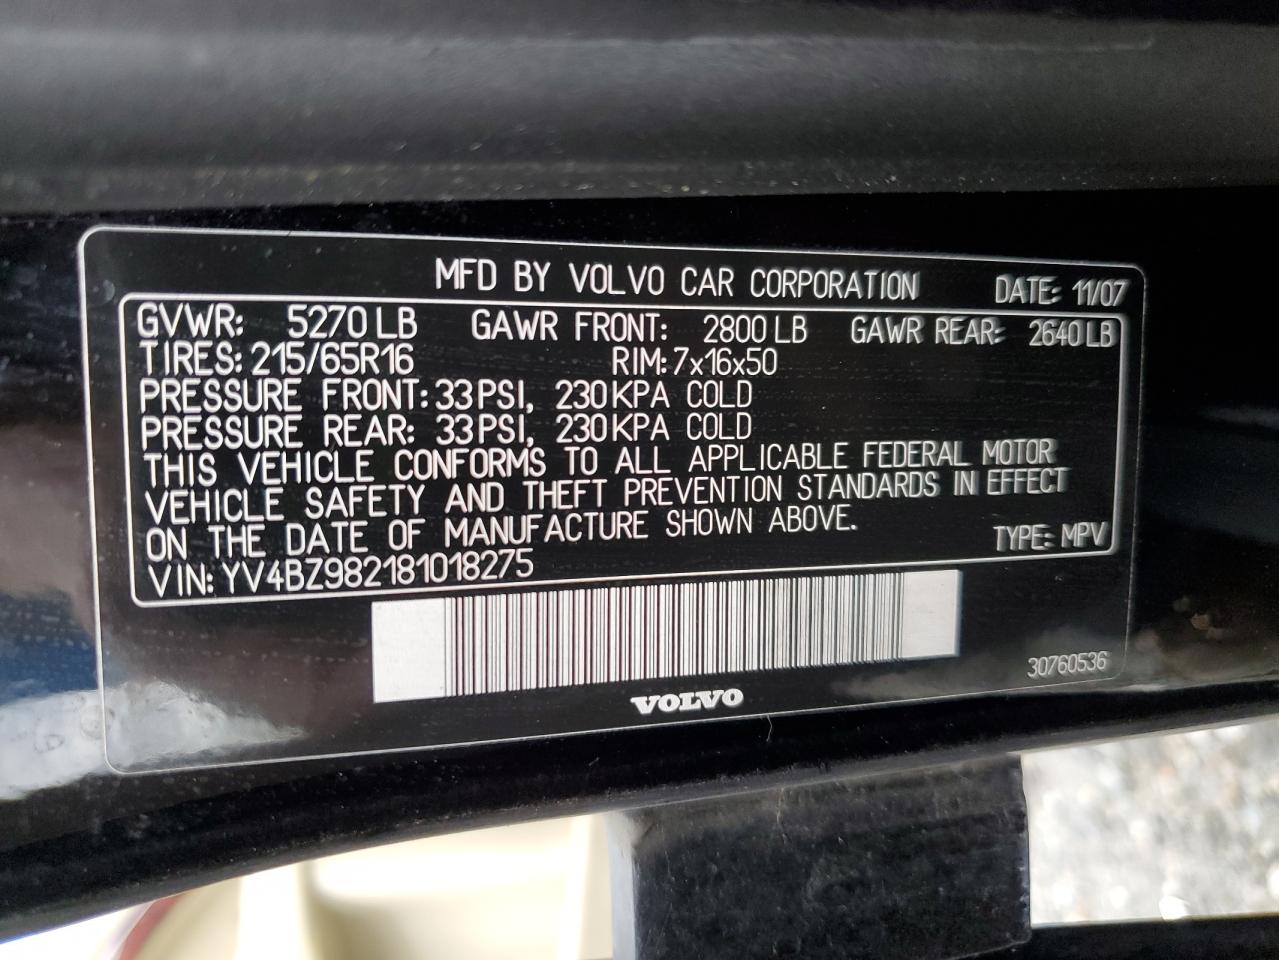 MFD BY VOLVO CAR CORPORATION DATE: 11/07
GVWR: 5270 LB GAWR FRONT: 2800 LB GAWR REAR: 2640 LB
TIRES: 215/65R16 RIM: 7x16x50
PRESSURE FRONT: 33 PSI, 230 KPA COLD
PRESSURE REAR: 33 PSI, 230 KPA COLD
THIS VEHICLE CONFORMS TO ALL APPLICABLE FEDERAL MOTOR
VEHICLE SAFETY AND THEFT PREVENTION STANDARDS IN EFFECT
ON THE DATE OF MANUFACTURE SHOWN ABOVE.
TYPE: MPV
VIN: YV4BZ982181018275
30760536
VOLVO